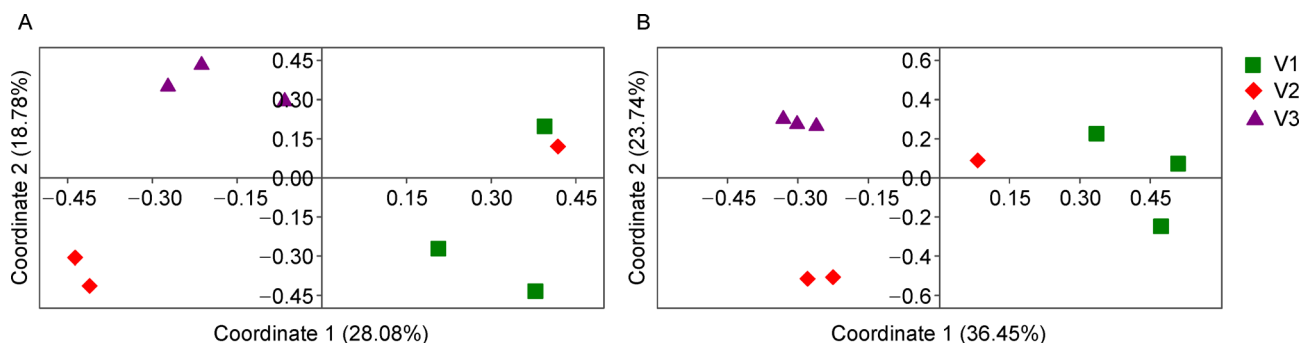 A
Coordinate 2 (18.78%)
0.45
0.30
0.15
0.00
−0.15
−0.30
−0.45
−0.45 −0.30 −0.15 0.15 0.30 0.45
Coordinate 1 (28.08%)
B
Coordinate 2 (23.74%)
0.6
0.4
0.2
0.0
−0.2
−0.4
−0.6
−0.45 −0.30 −0.15 0.15 0.30 0.45
Coordinate 1 (36.45%)
V1
V2
V3